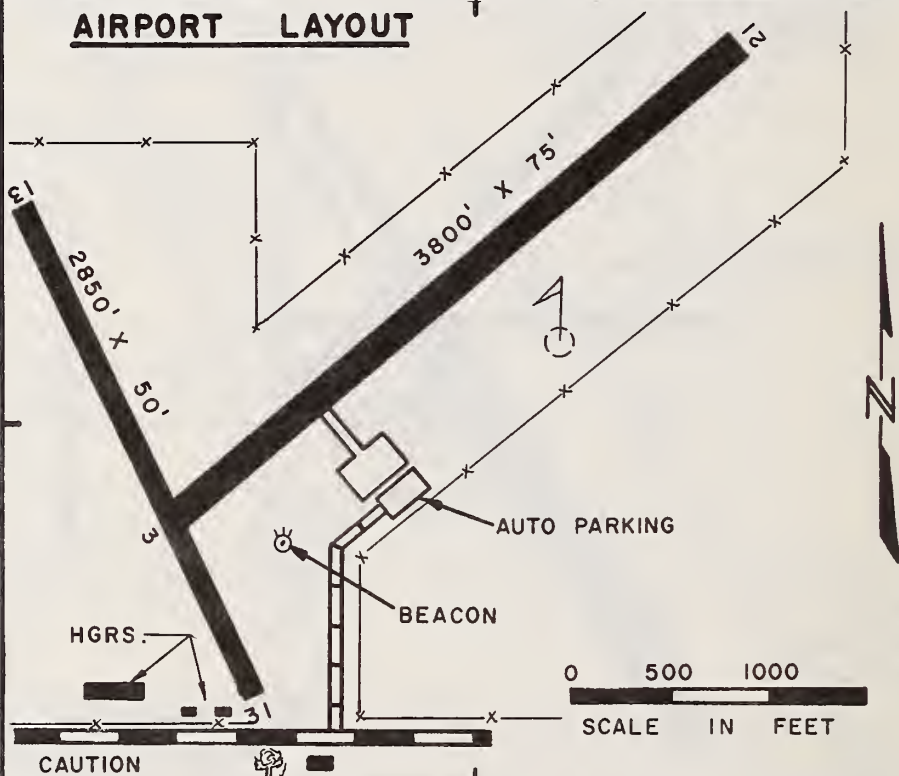 AIRPORT LAYOUT
21
13
3800' X 75'
2850' X 50'
N
3
AUTO PARKING
BEACON
HGRS.
31
0 500 1000
SCALE IN FEET
CAUTION